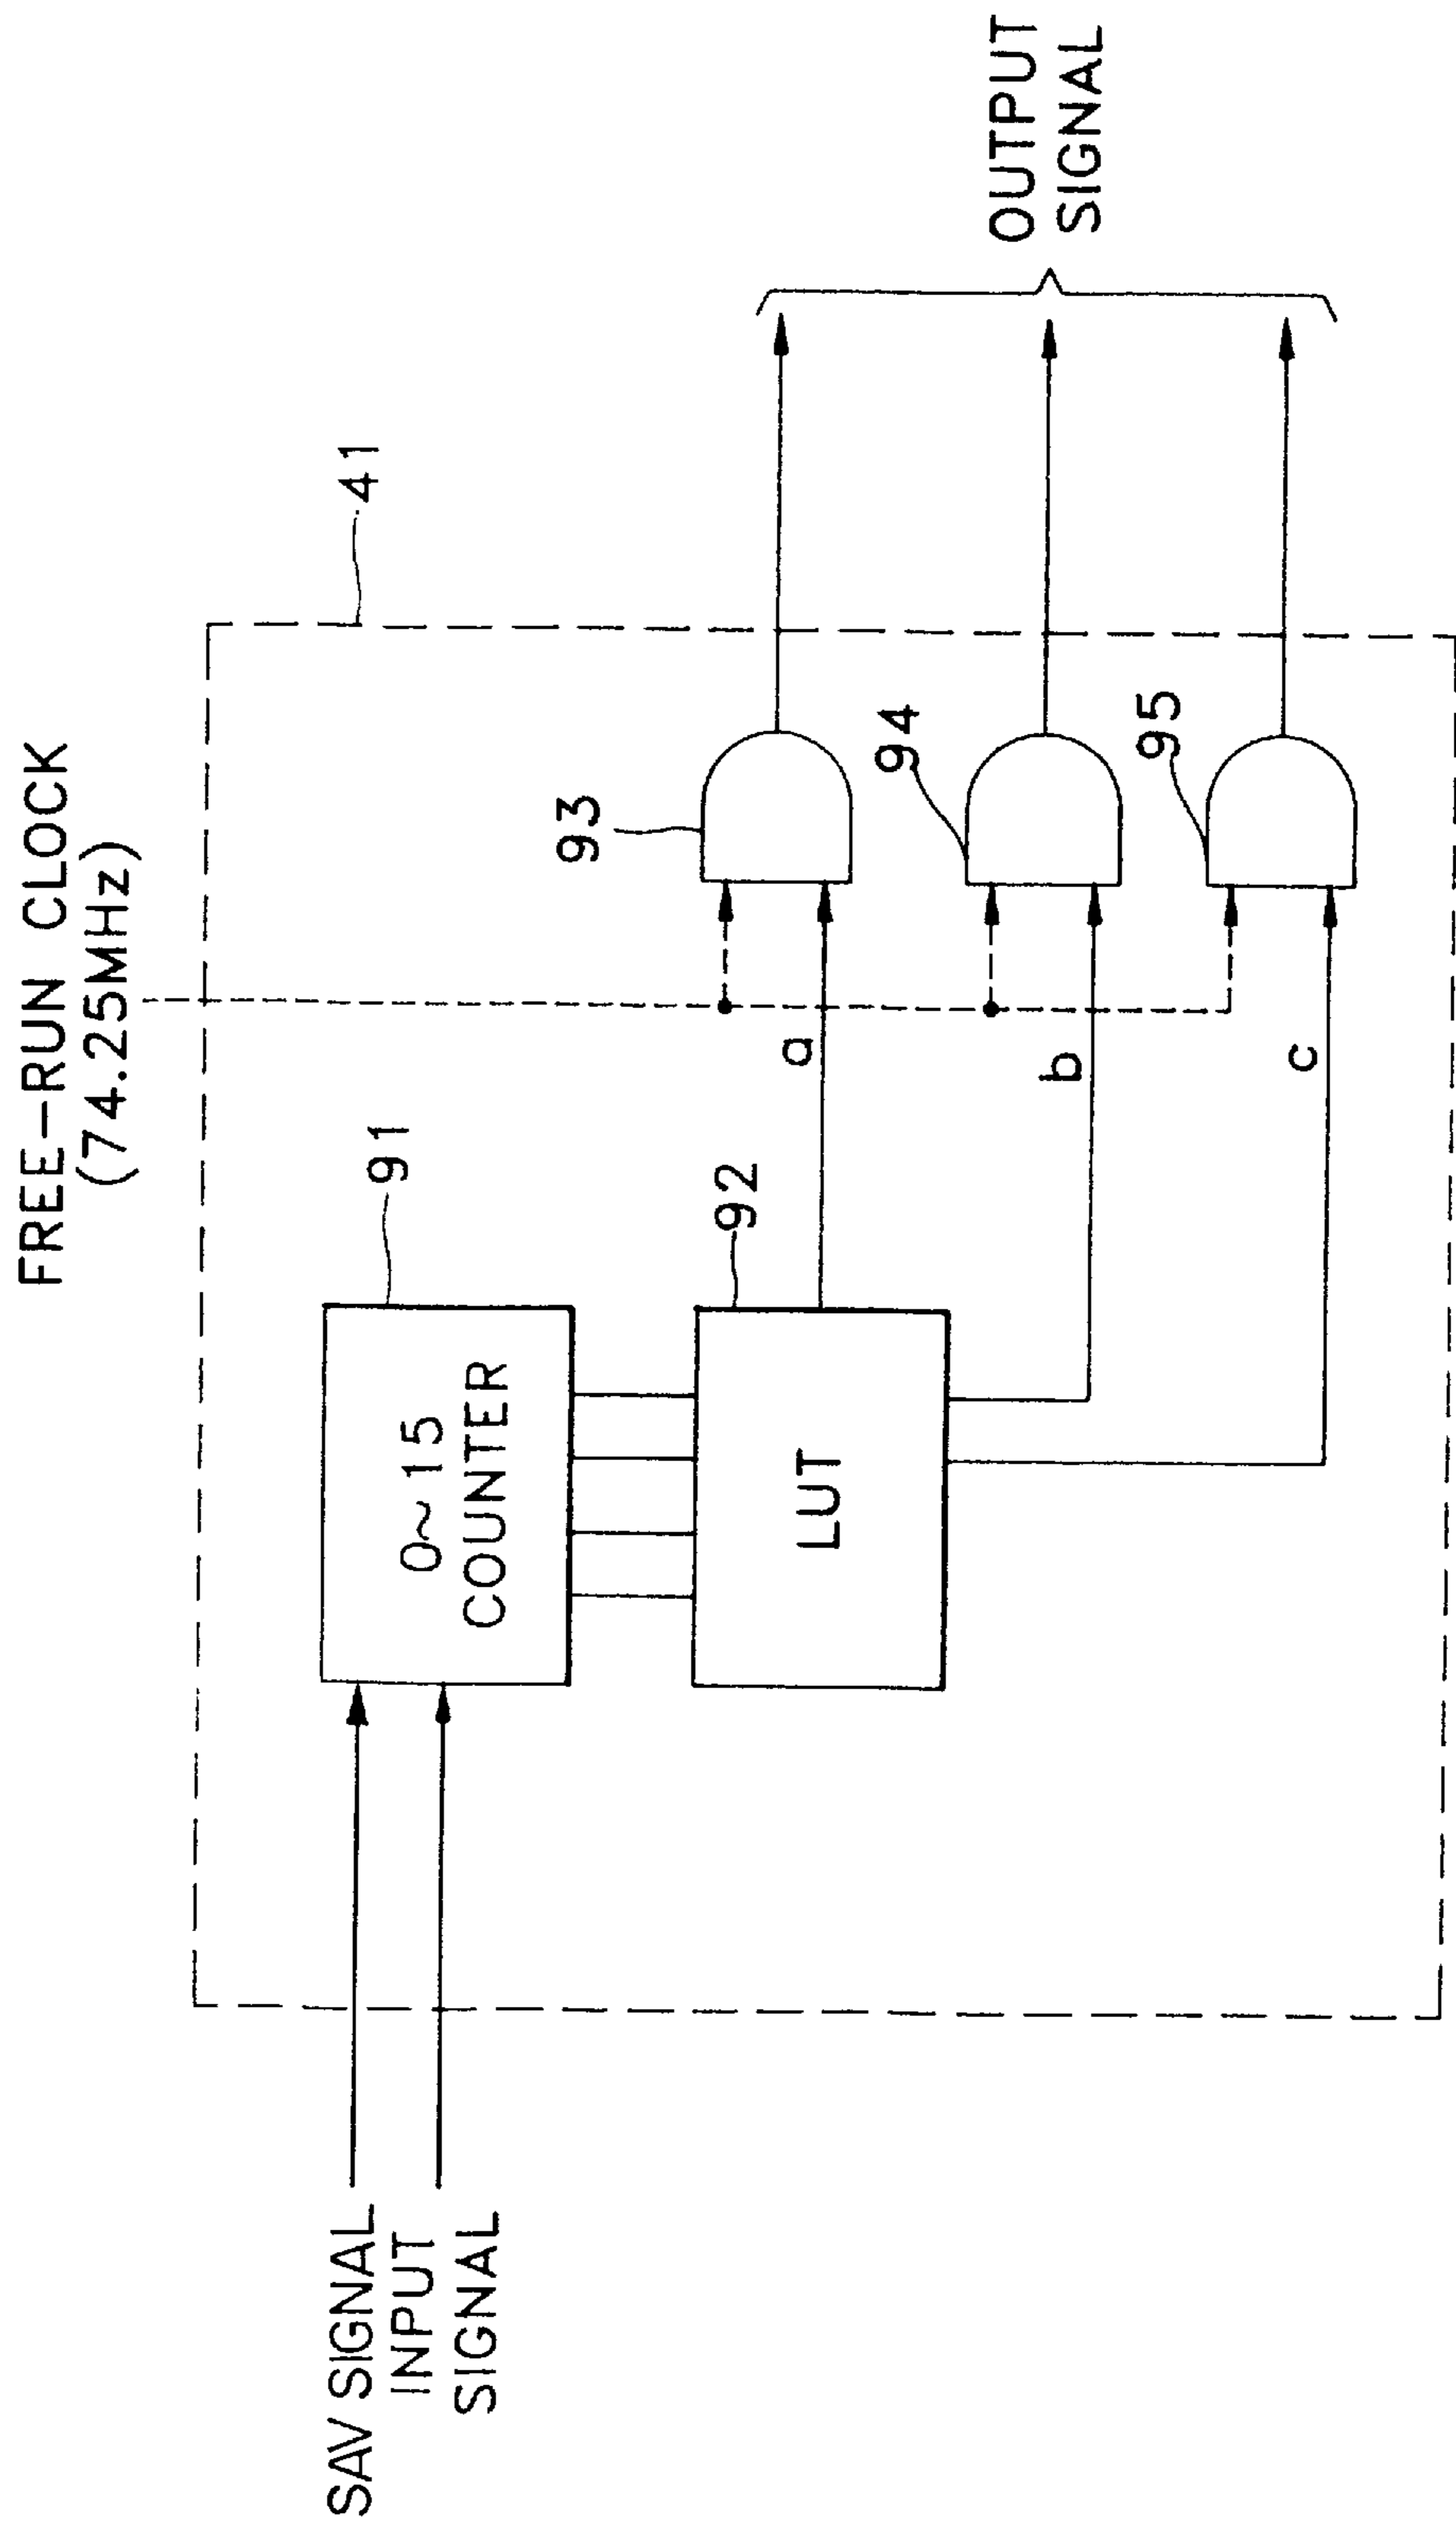 FREE-RUN CLOCK
(74.25MHz)
41
91
0~15
COUNTER
92
LUT
93
94
95
a
b
c
SAV SIGNAL
INPUT
SIGNAL
OUTPUT
SIGNAL